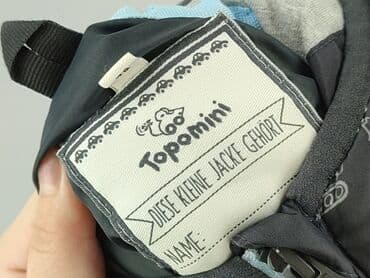 Topomini
DIESE KLEINE JACKE GEHÖRT
NAME: